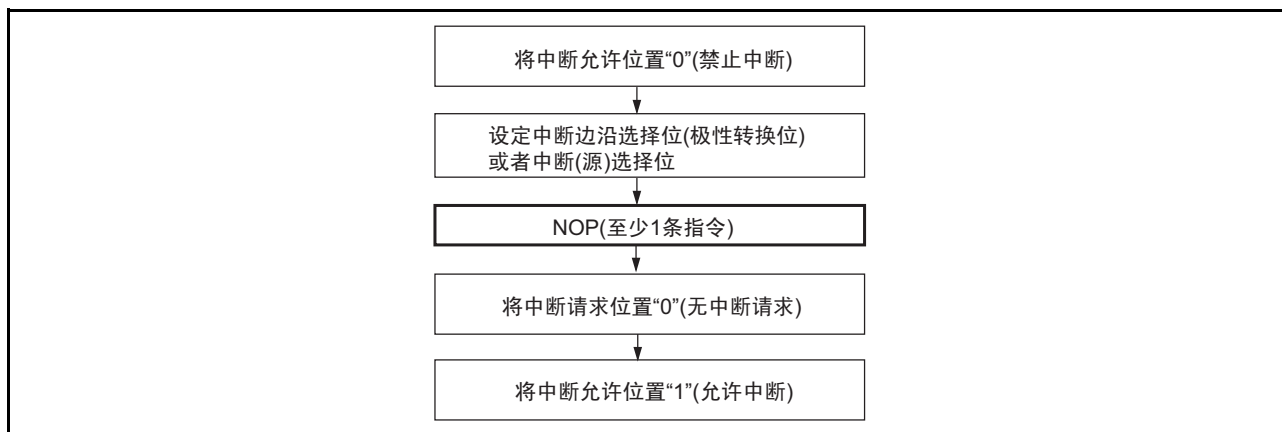 将中断允许位置“0”(禁止中断)
设定中断边沿选择位(极性转换位)
或者中断(源)选择位
NOP(至少1条指令)
将中断请求位置“0”(无中断请求)
将中断允许位置“1”(允许中断)